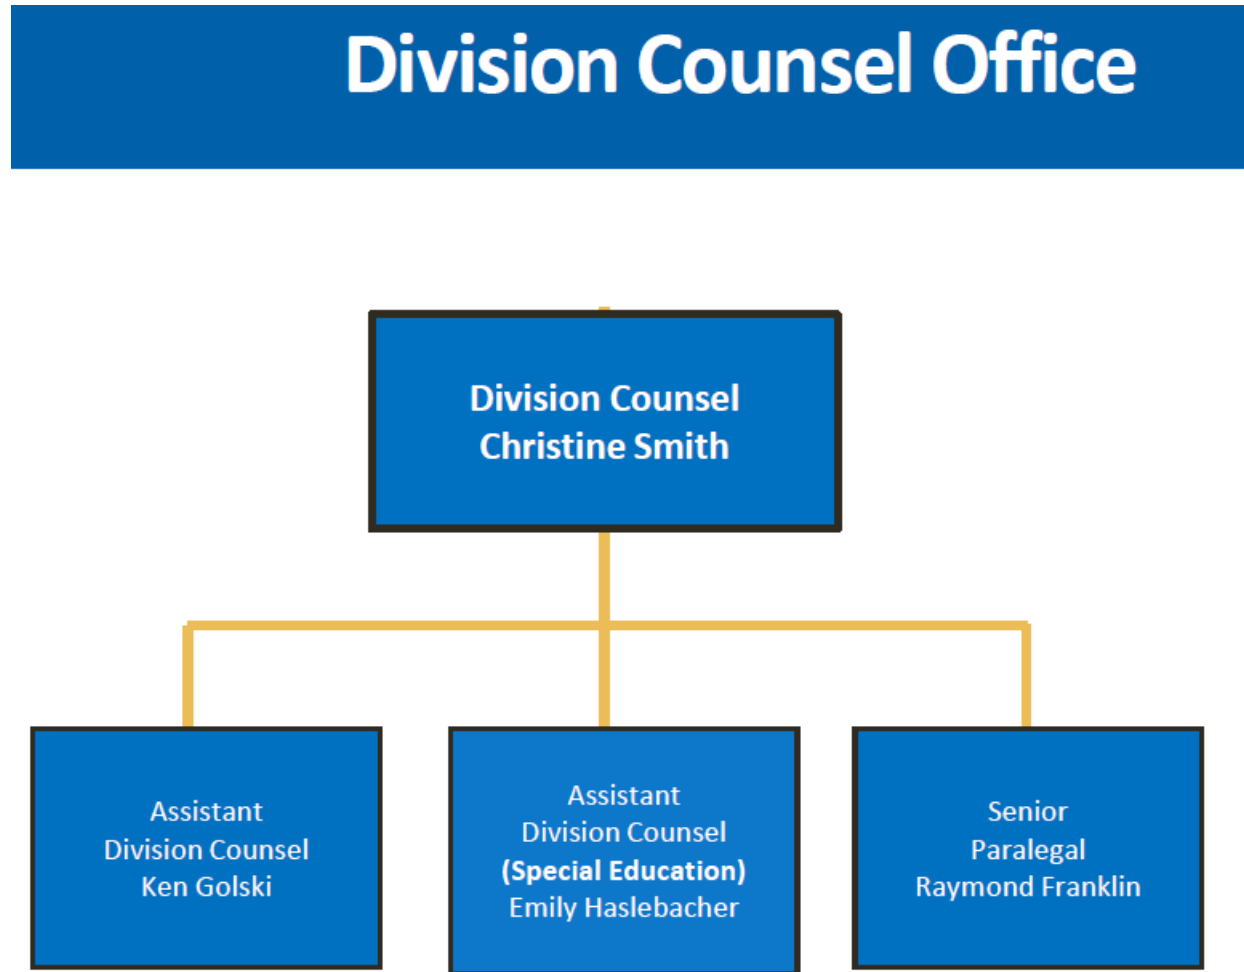 Division Counsel Office
Division Counsel
Christine Smith
Assistant
Division Counsel
Ken Golski
Assistant
Division Counsel
(Special Education)
Emily Haslebacher
Senior
Paralegal
Raymond Franklin